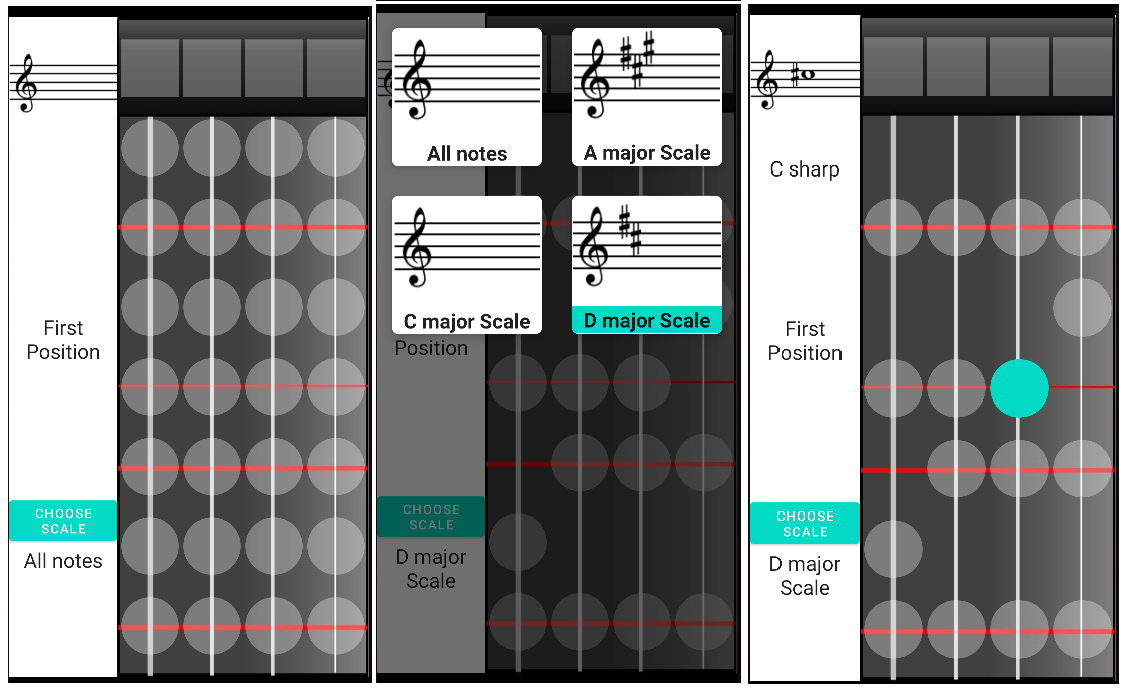 First
Position
CHOOSE
SCALE
All notes
All notes
A major Scale
C major Scale
D major Scale
Position
CHOOSE
SCALE
D major
Scale
C sharp
First
Position
CHOOSE
SCALE
D major
Scale